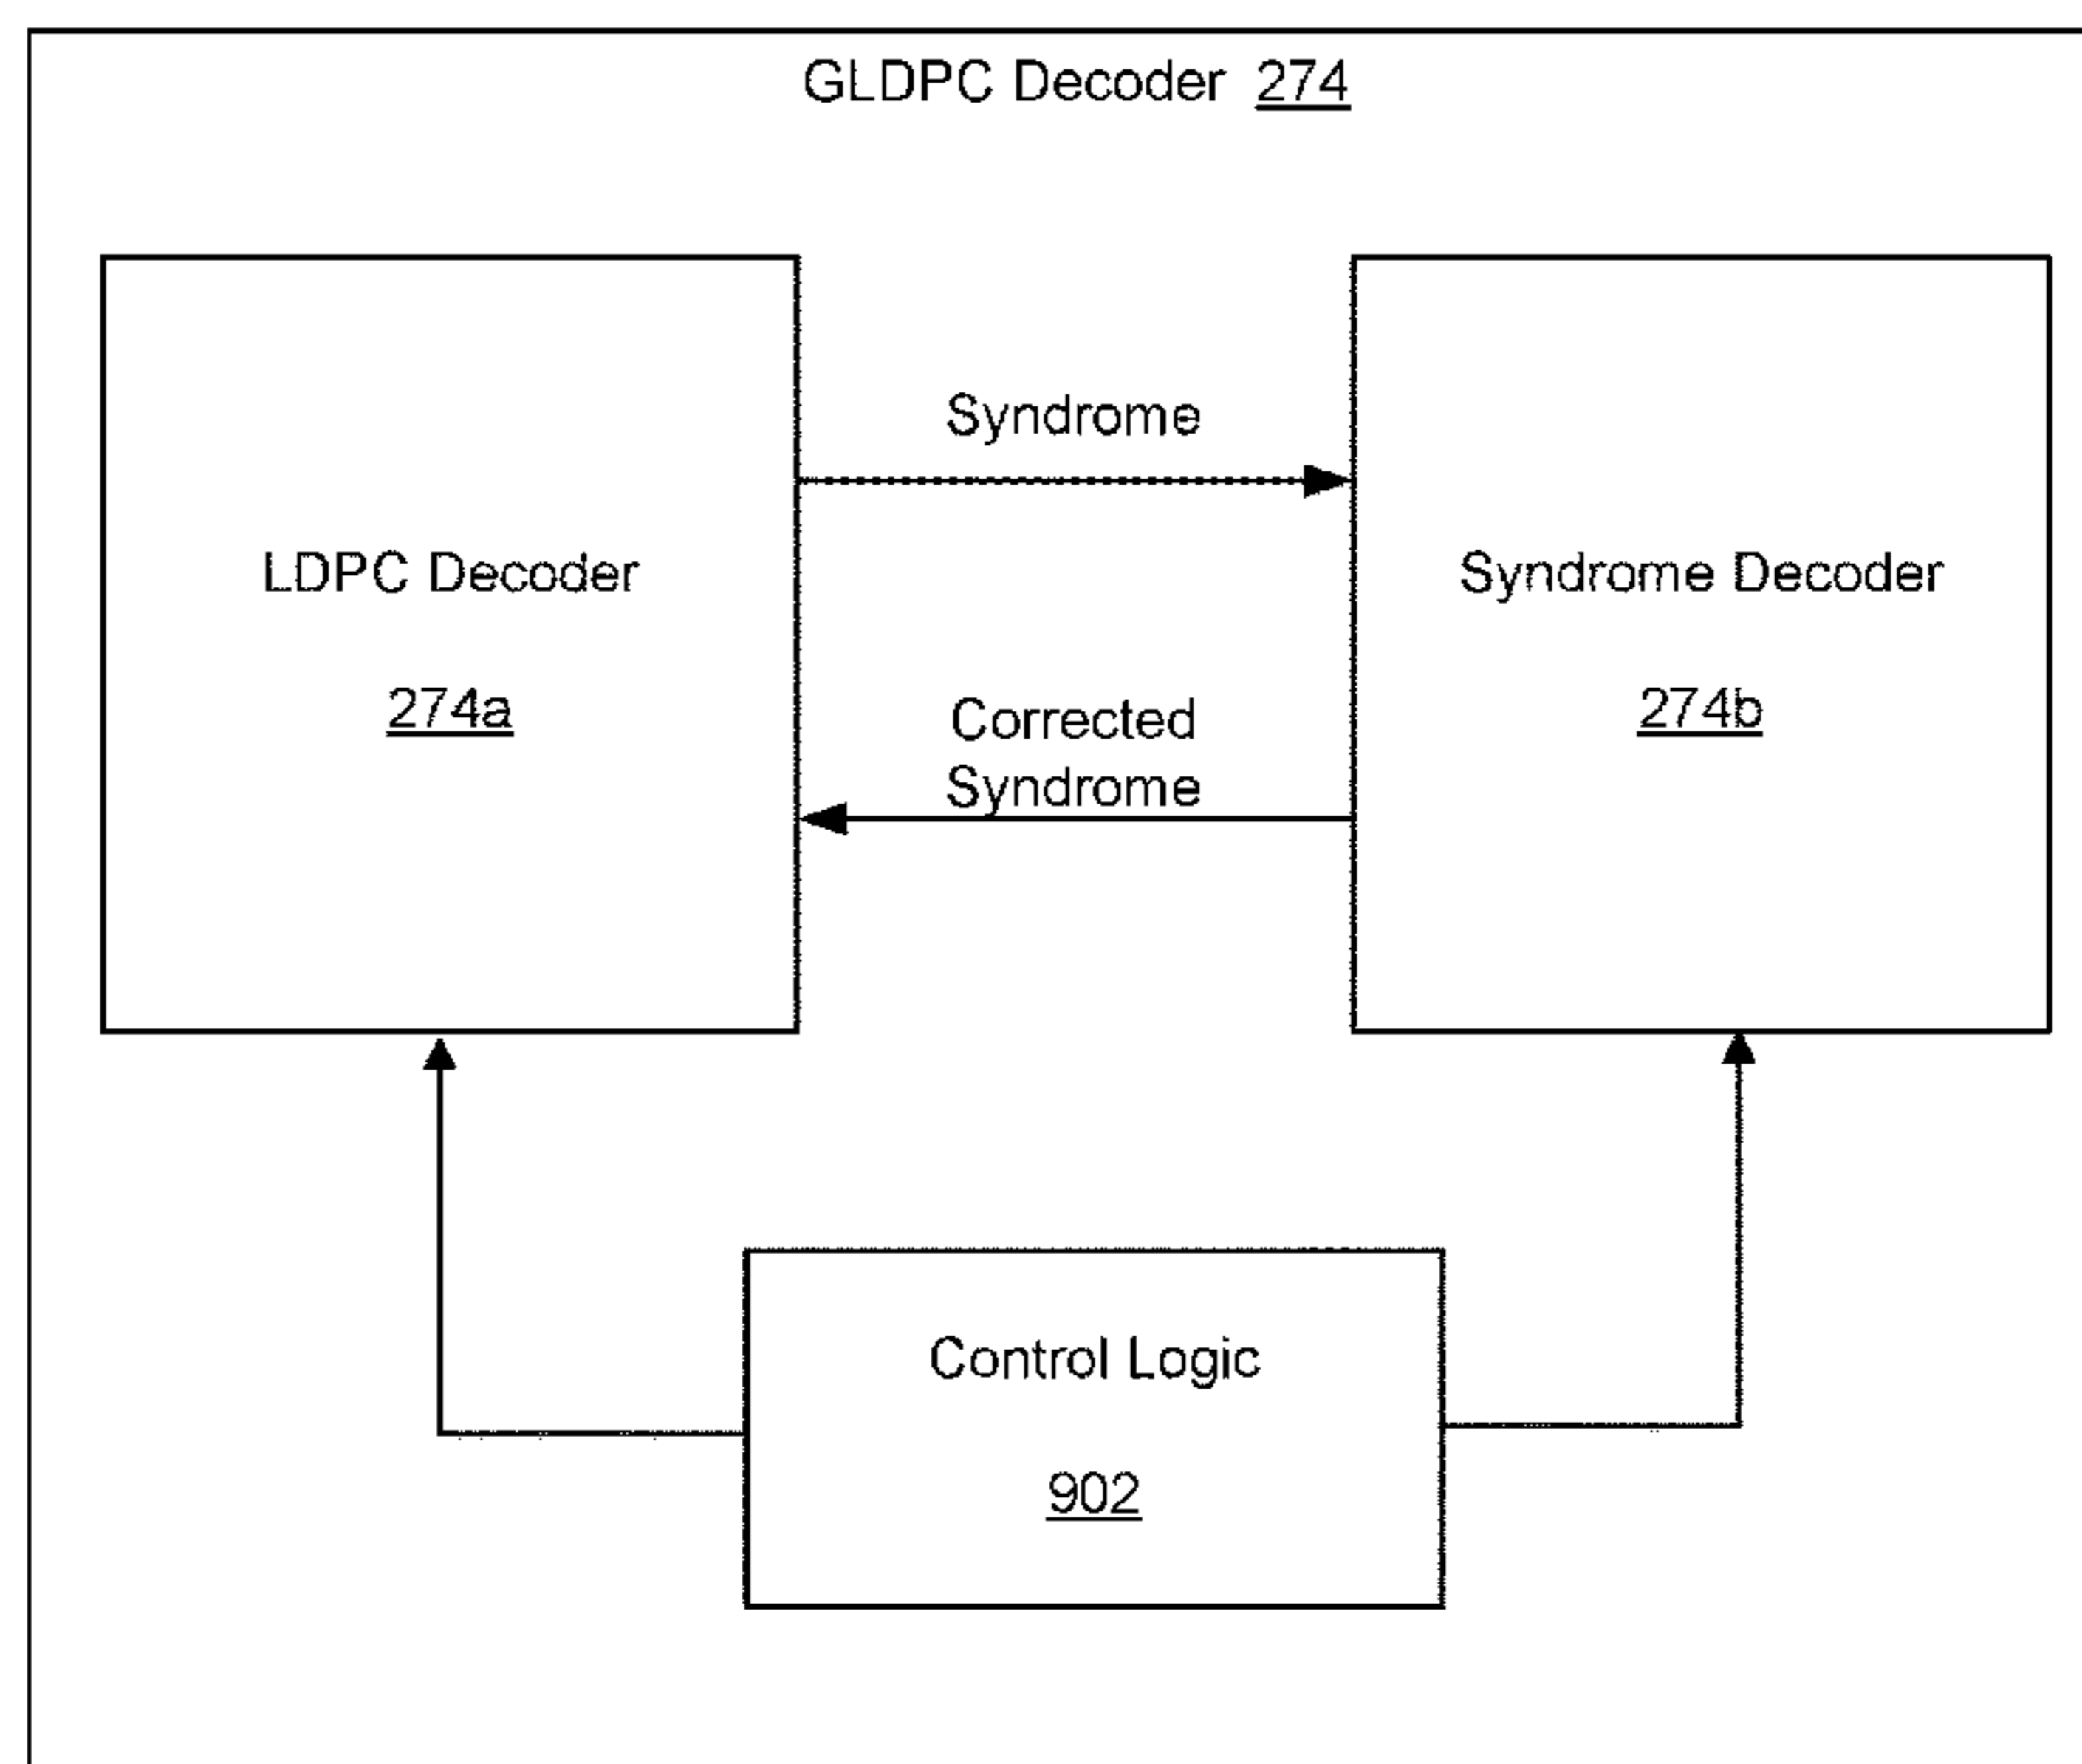 GLDPC Decoder 274
Syndrome
LDPC Decoder
274a
Syndrome Decoder
274b
Corrected
Syndrome
Control Logic
902